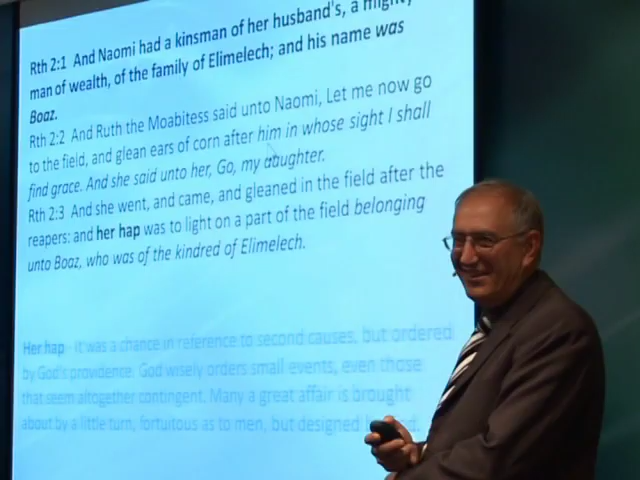 Rth 2:1 And Naomi had a kinsman of her husband's, a mighty
man of wealth, of the family of Elimelech; and his name was
Boaz.
Rth 2:2 And Ruth the Moabitess said unto Naomi, Let me now go
to the field, and glean ears of corn after him in whose sight I shall
find grace. And she said unto her, Go, my daughter.
Rth 2:3 And she went, and came, and gleaned in the field after the
reapers: and her hap was to light on a part of the field belonging
unto Boaz, who was of the kindred of Elimelech.
Her hap - it was a chance in reference to second causes, but ordered
by God's providence. God wisely orders small events, even those
that seem altogether contingent. Many a great affair is brought
about by a little turn, fortuitous as to men, but designed